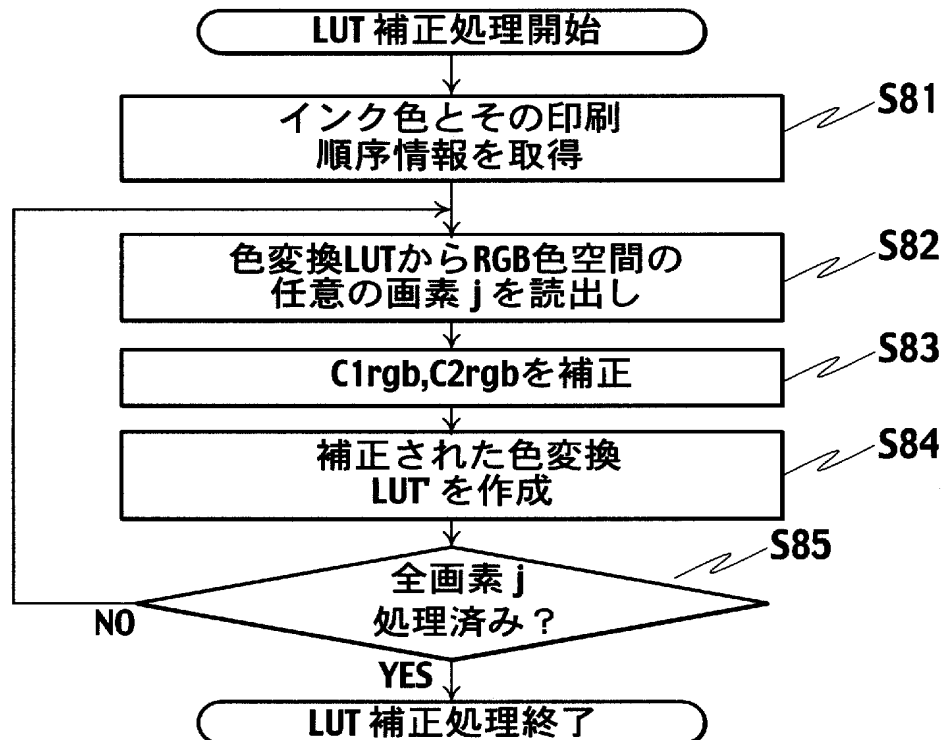 LUT 補正処理開始
インク色とその印刷
順序情報を取得
S81
色変換LUTからRGB色空間の
任意の画素 j を読出し
S82
C1rgb,C2rgbを補正
S83
補正された色変換
LUT' を作成
S84
全画素 j
処理済み？
S85
NO
YES
LUT 補正処理終了